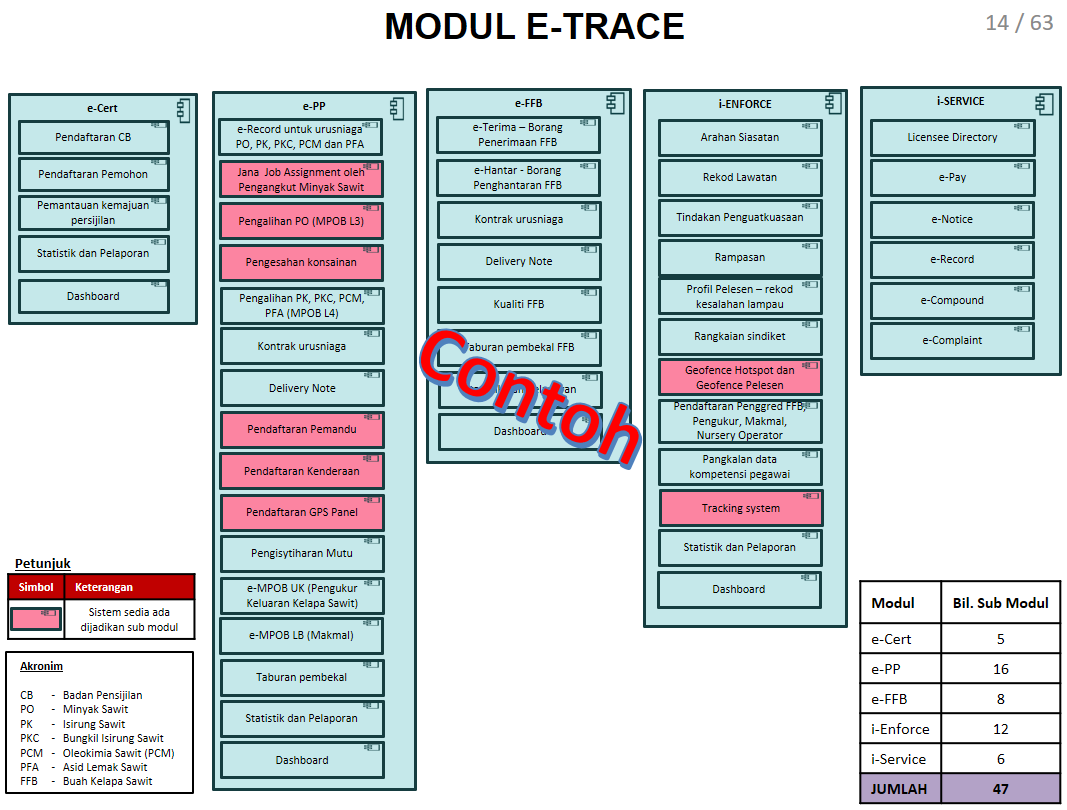 MODUL E-TRACE
14 / 63
e-Cert
Pendaftaran CB
Pendaftaran Pemohon
Pemantauan kemajuan
persijilan
Statistik dan Pelaporan
Dashboard
e-PP
e-Record untuk urusniaga
PO, PK, PKC, PCM dan PFA
Jana Job Assignment oleh
Pengangkut Minyak Sawit
Pengalihan PO (MPOB L3)
Pengesahan konsainan
Pengalihan PK, PKC, PCM,
PFA (MPOB L4)
Kontrak urusniaga
Delivery Note
Pendaftaran Pemandu
Pendaftaran Kenderaan
Pendaftaran GPS Panel
Pengisytiharan Mutu
e-MPOB UK (Pengukur
Keluaran Kelapa Sawit)
e-MPOB LB (Makmal)
Taburan pembekal
Statistik dan Pelaporan
Dashboard
e-FFB
e-Terima – Borang
Penerimaan FFB
e-Hantar - Borang
Penghantaran FFB
Kontrak urusniaga
Delivery Note
Kualiti FFB
Taburan pembekal FFB
Dashboard
Contoh
i-ENFORCE
Arahan Siasatan
Rekod Lawatan
Tindakan Penguatkuasaan
Rampasan
Profil Pelesen – rekod
kesalahan lampau
Rangkaian sindiket
Geofence Hotspot dan
Geofence Pelesen
Pendaftaran Penggred FFB,
Pengukur, Makmal,
Nursery Operator
Pangkalan data
kompetensi pegawai
Tracking system
Statistik dan Pelaporan
Dashboard
i-SERVICE
Licensee Directory
e-Pay
e-Notice
e-Record
e-Compound
e-Complaint
Petunjuk
Simbol Keterangan
Sistem sedia ada
dijadikan sub modul
Akronim
CB - Badan Pensijilan
PO - Minyak Sawit
PK - Isirung Sawit
PKC - Bungkil Isirung Sawit
PCM - Oleokimia Sawit (PCM)
PFA - Asid Lemak Sawit
FFB - Buah Kelapa Sawit
Modul Bil. Sub Modul
e-Cert 5
e-PP 16
e-FFB 8
i-Enforce 12
i-Service 6
JUMLAH 47